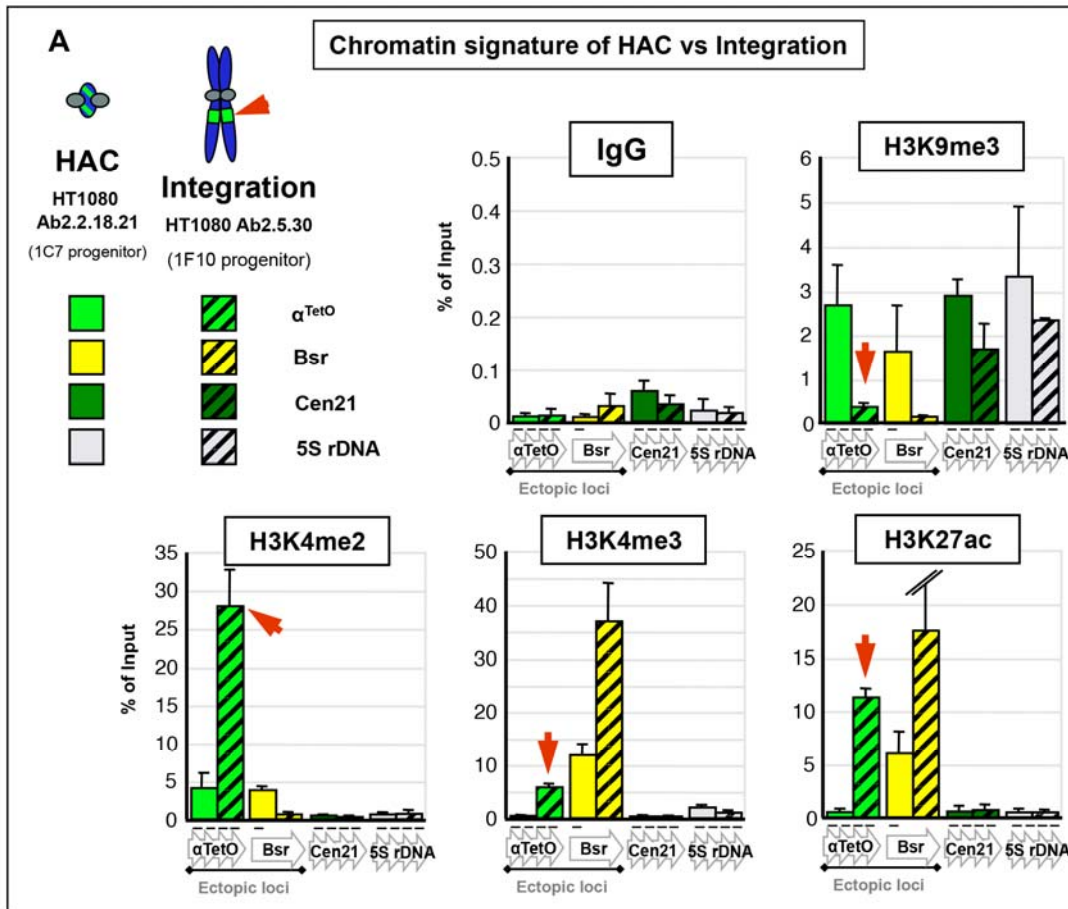 A
Chromatin signature of HAC vs Integration
HAC
HT1080
Ab2.2.18.21
(1C7 progenitor)
Integration
HT1080 Ab2.5.30
(1F10 progenitor)
αTetO
Bsr
Cen21
5S rDNA
IgG
% of Input
0.5
0.4
0.3
0.2
0.1
0
αTetO Bsr Cen21 5S rDNA
Ectopic loci
H3K9me3
6
5
4
3
2
1
0
αTetO Bsr Cen21 5S rDNA
Ectopic loci
H3K4me2
% of Input
35
30
25
20
15
10
5
0
αTetO Bsr Cen21 5S rDNA
Ectopic loci
H3K4me3
50
40
30
20
10
0
αTetO Bsr Cen21 5S rDNA
Ectopic loci
H3K27ac
25
20
15
10
5
0
αTetO Bsr Cen21 5S rDNA
Ectopic loci